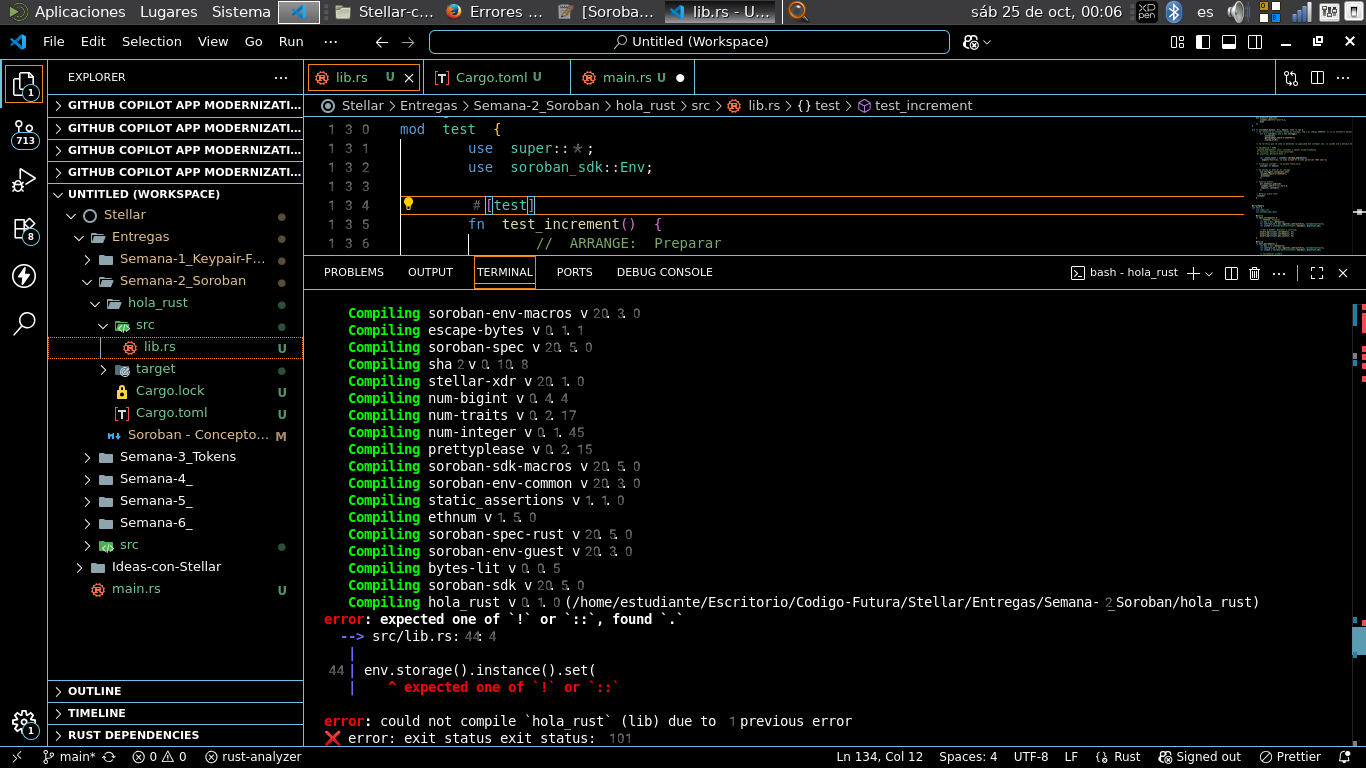 Aplicaciones Lugares Sistema Stellar-c... Errores ... [Soroba... lib.rs - U... sáb 25 de oct, 00:06 XP PEN es
File Edit Selection View Go Run ··· Untitled (Workspace)
EXPLORER ···
GITHUB COPILOT APP MODERNIZATI...
GITHUB COPILOT APP MODERNIZATI...
GITHUB COPILOT APP MODERNIZATI...
GITHUB COPILOT APP MODERNIZATI...
UNTITLED (WORKSPACE)
Stellar
Entregas
Semana-1_Keypair-F...
Semana-2_Soroban
hola_rust
src
lib.rs U
target
Cargo.lock U
Cargo.toml U
Soroban - Concepto... M
Semana-3_Tokens
Semana-4_
Semana-5_
Semana-6_
src
Ideas-con-Stellar
main.rs U
OUTLINE
TIMELINE
RUST DEPENDENCIES
1
713
8
1
lib.rs U Cargo.toml U main.rs U
Stellar > Entregas > Semana-2_Soroban > hola_rust > src > lib.rs > {} test > test_increment
130 mod test {
131 use super::*;
132 use soroban_sdk::Env;
133
134 #[test]
135 fn test_increment() {
136 // ARRANGE: Preparar
PROBLEMS OUTPUT TERMINAL PORTS DEBUG CONSOLE bash - hola_rust
Compiling soroban-env-macros v20.3.0
Compiling escape-bytes v0.1.1
Compiling soroban-spec v20.5.0
Compiling sha2 v0.10.8
Compiling stellar-xdr v20.1.0
Compiling num-bigint v0.4.4
Compiling num-traits v0.2.17
Compiling num-integer v0.1.45
Compiling prettyplease v0.2.15
Compiling soroban-sdk-macros v20.5.0
Compiling soroban-env-common v20.3.0
Compiling static_assertions v1.1.0
Compiling ethnum v1.5.0
Compiling soroban-spec-rust v20.5.0
Compiling soroban-env-guest v20.3.0
Compiling bytes-lit v0.0.5
Compiling soroban-sdk v20.5.0
Compiling hola_rust v0.1.0 (/home/estudiante/Escritorio/Codigo-Futura/Stellar/Entregas/Semana-2_Soroban/hola_rust)
error: expected one of `!` or `::`, found `.`
--> src/lib.rs:44:4
|
44 | env.storage().instance().set(
| ^ expected one of `!` or `::`
error: could not compile `hola_rust` (lib) due to 1 previous error
❌ error: exit status exit status: 101
main* 0 0 rust-analyzer Ln 134, Col 12 Spaces: 4 UTF-8 LF {} Rust Signed out Prettier